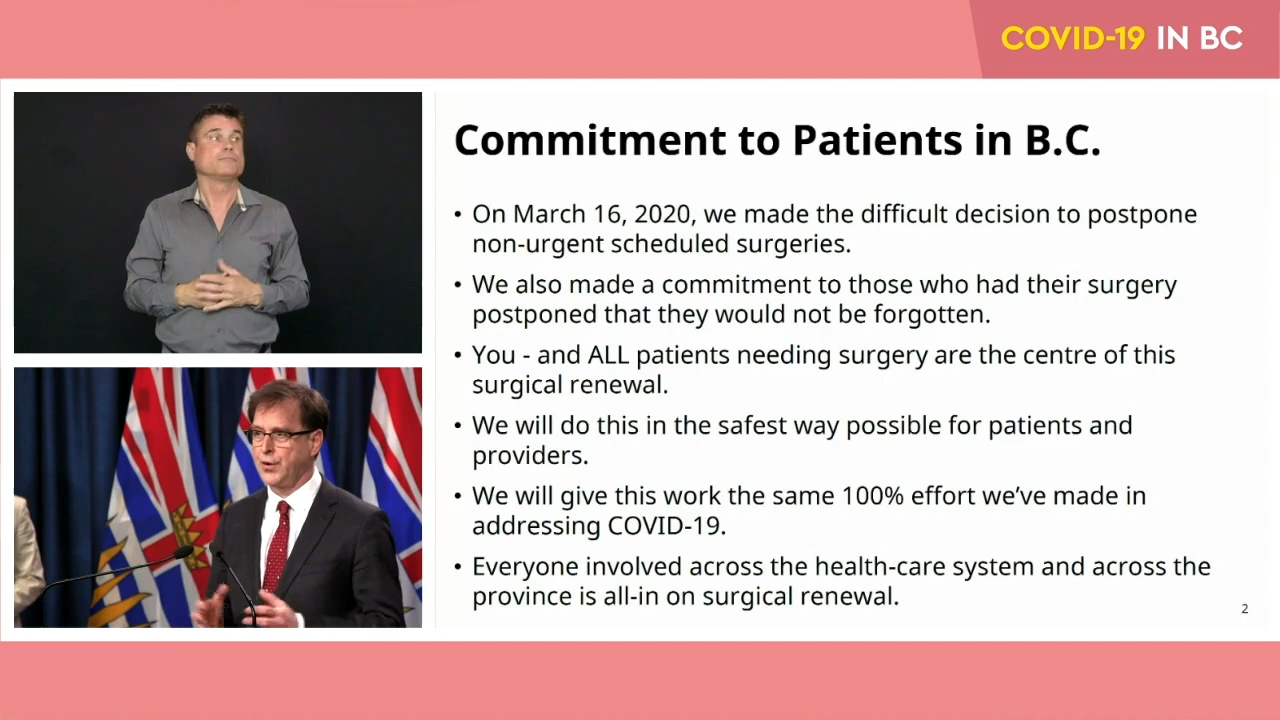 COVID-19 IN BC
Commitment to Patients in B.C.
• On March 16, 2020, we made the difficult decision to postpone
non-urgent scheduled surgeries.
• We also made a commitment to those who had their surgery
postponed that they would not be forgotten.
• You - and ALL patients needing surgery are the centre of this
surgical renewal.
• We will do this in the safest way possible for patients and
providers.
• We will give this work the same 100% effort we’ve made in
addressing COVID-19.
• Everyone involved across the health-care system and across the
province is all-in on surgical renewal.
2